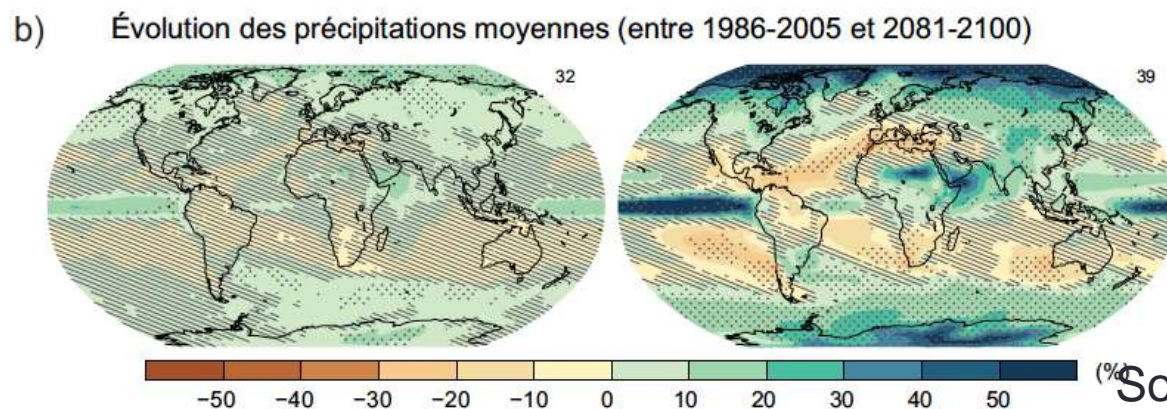 b) Évolution des précipitations moyennes (entre 1986-2005 et 2081-2100)
32
39
−50 −40 −30 −20 −10 0 10 20 30 40 50
(%)
Sc